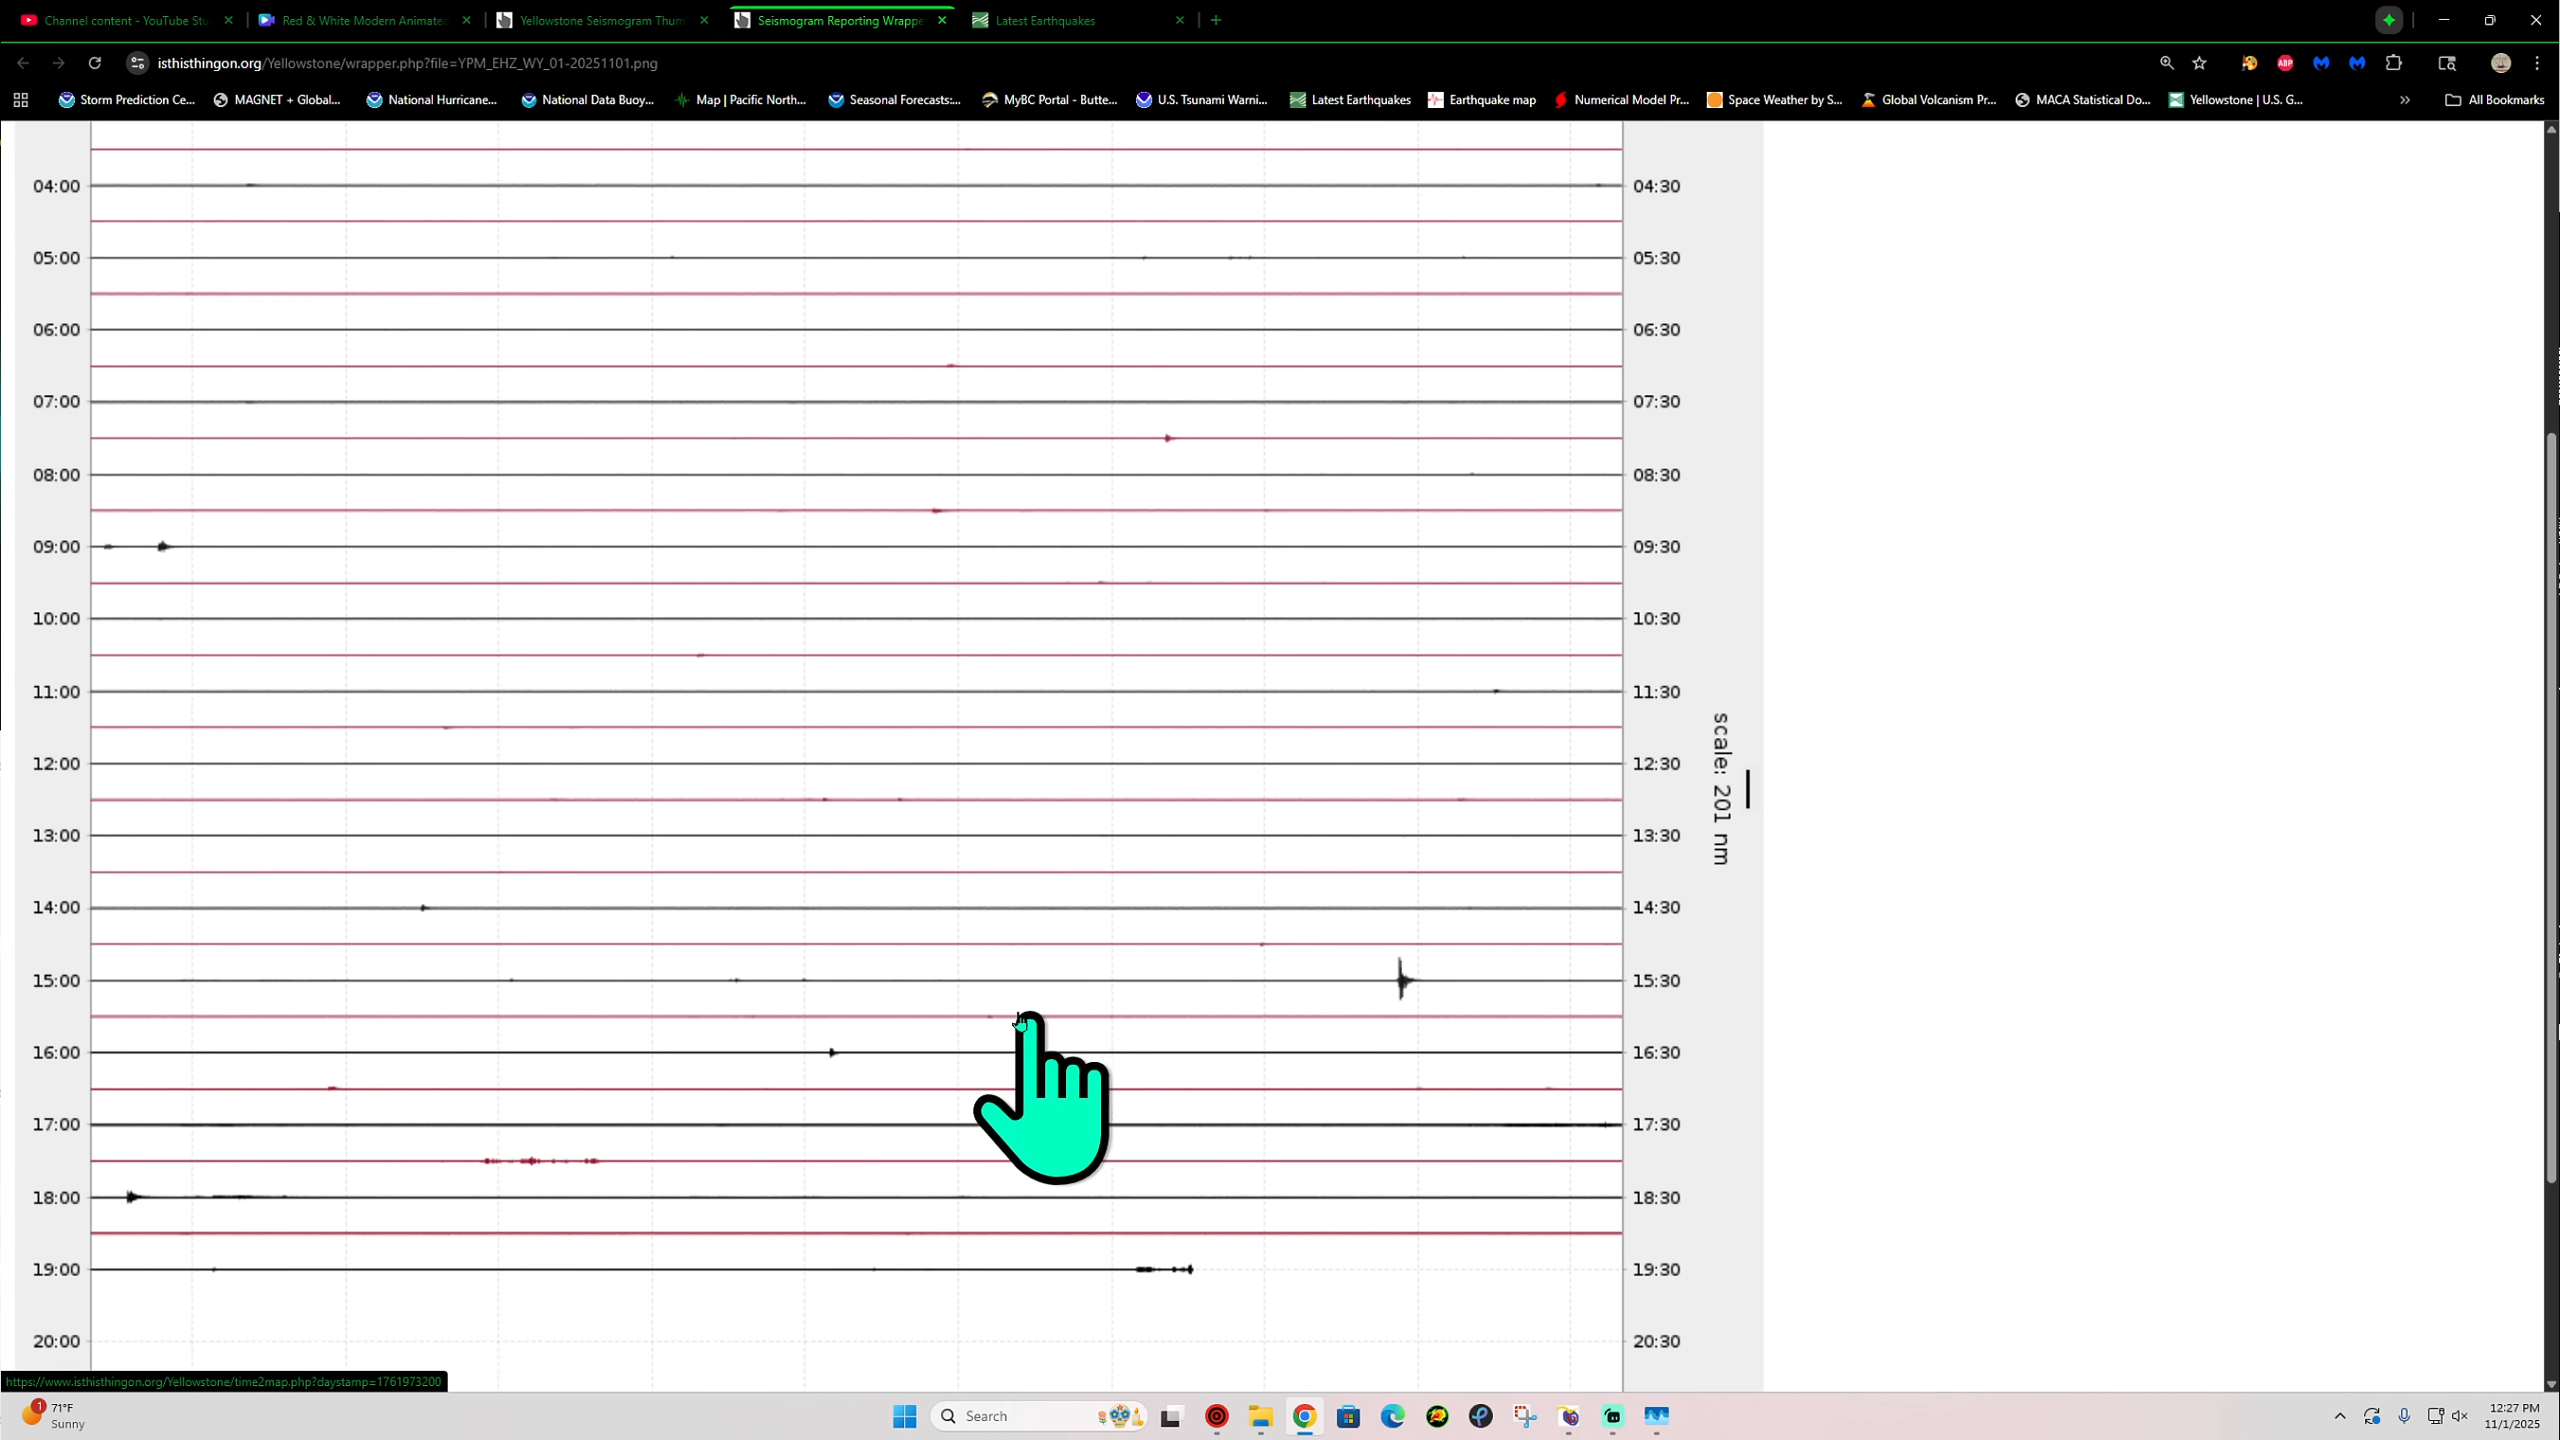 Channel content - YouTube Stu
Red & White Modern Animated
Yellowstone Seismogram Thum
Seismogram Reporting Wrappe
Latest Earthquakes
isthisthingon.org/Yellowstone/wrapper.php?file=YPM_EHZ_WY_01-20251101.png
ABP
Storm Prediction Ce...
MAGNET + Global...
National Hurricane...
National Data Buoy...
Map | Pacific North...
Seasonal Forecasts:...
MyBC Portal - Butte...
U.S. Tsunami Warni...
Latest Earthquakes
Earthquake map
Numerical Model Pr...
Space Weather by S...
Global Volcanism Pr...
MACA Statistical Do...
Yellowstone | U.S. G...
All Bookmarks
04:00 04:30
05:00 05:30
06:00 06:30
07:00 07:30
08:00 08:30
09:00 09:30
10:00 10:30
11:00 11:30
12:00 12:30
13:00 13:30
14:00 14:30
15:00 15:30
16:00 16:30
17:00 17:30
18:00 18:30
19:00 19:30
20:00 20:30
scale: 201 nm
https://www.isthisthingon.org/Yellowstone/time2map.php?daystamp=1761973200
1
71°F
Sunny
Search
12:27 PM
11/1/2025